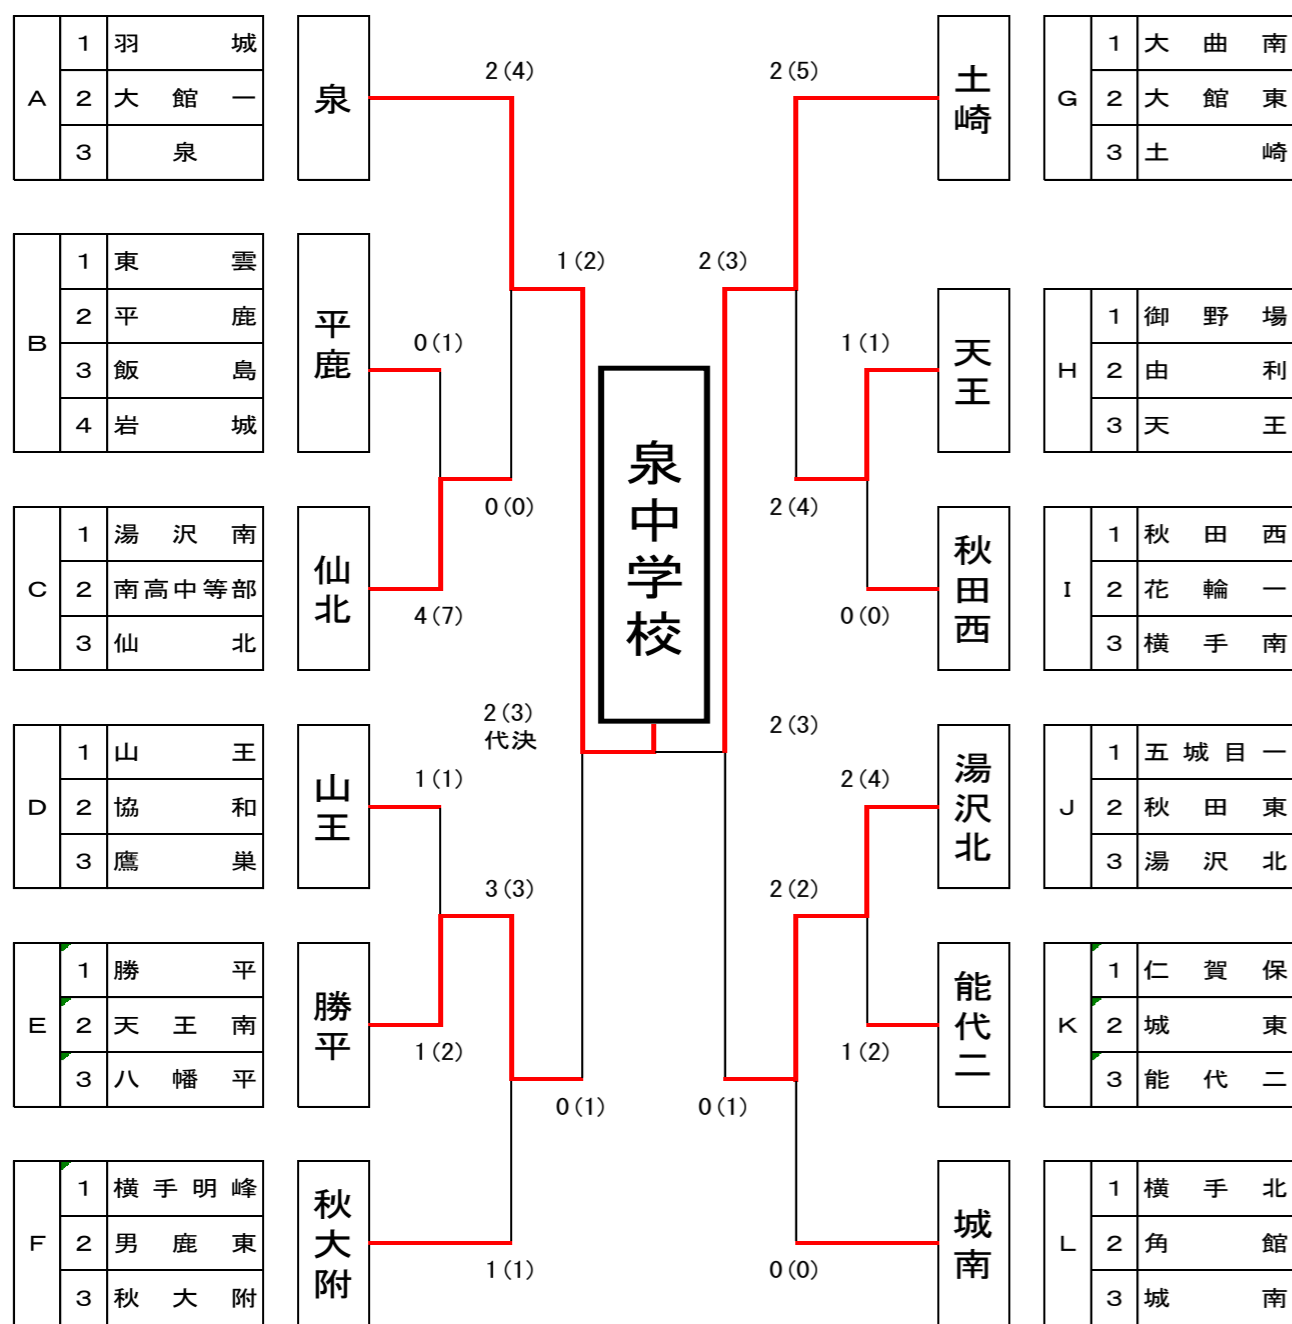 A
1 羽城
2 大館一
3 泉
泉
2(4)
B
1 東雲
2 平鹿
3 飯島
4 岩城
平鹿
0(1)
1(2)
C
1 湯沢南
2 南高中等部
3 仙北
仙北
4(7)
0(0)
D
1 山王
2 協和
3 鷹巣
山王
1(1)
3(3)
E
1 勝平
2 天王南
3 八幡平
勝平
1(2)
0(1)
F
1 横手明峰
2 男鹿東
3 秋大附
秋大附
1(1)
2(3)
代決
泉中学校
2(3)
2(5)
土崎
G
1 大曲南
2 大館東
3 土崎
2(3)
1(1)
天王
H
1 御野場
2 由利
3 天王
2(4)
0(0)
秋田西
I
1 秋田西
2 花輪一
3 横手南
2(4)
湯沢北
J
1 五城目一
2 秋田東
3 湯沢北
2(2)
1(2)
能代二
K
1 仁賀保
2 城東
3 能代二
0(1)
0(0)
城南
L
1 横手北
2 角館
3 城南